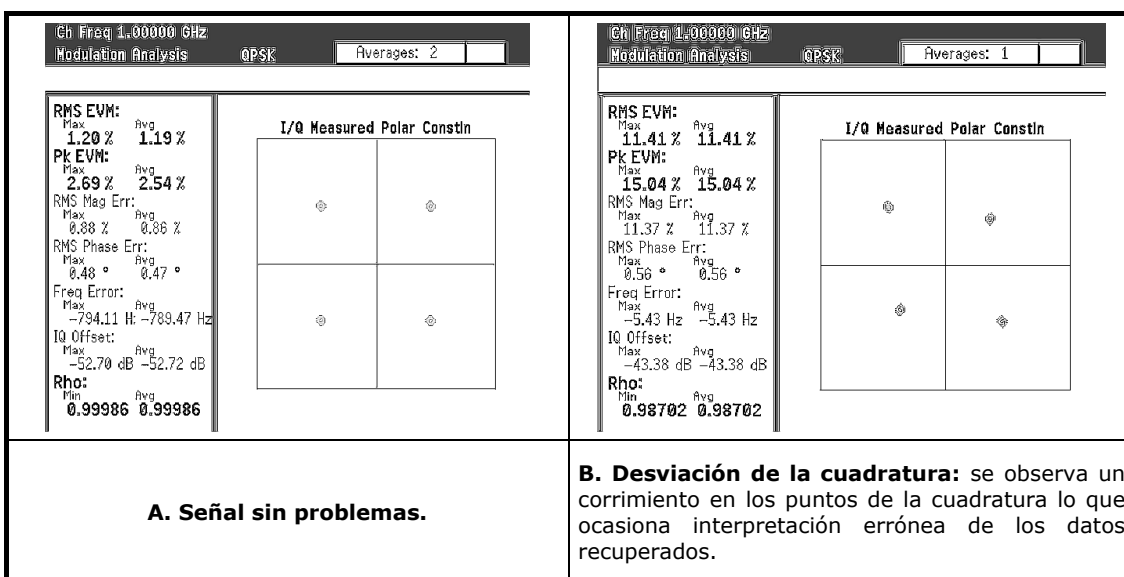 Ch Freq 1.00000 GHz
Modulation Analysis QPSK Averages: 2
RMS EVM:
Max Avg
1.20 % 1.19 %
Pk EVM:
Max Avg
2.69 % 2.54 %
RMS Mag Err:
Max Avg
0.88 % 0.86 %
RMS Phase Err:
Max Avg
0.48 ° 0.47 °
Freq Error:
Max Avg
-794.11 H: -789.47 Hz
IQ Offset:
Max Avg
-52.70 dB -52.72 dB
Rho:
Min Avg
0.99986 0.99986
I/Q Measured Polar Constln
Ch Freq 1.00000 GHz
Modulation Analysis QPSK Averages: 1
RMS EVM:
Max Avg
11.41 % 11.41 %
Pk EVM:
Max Avg
15.04 % 15.04 %
RMS Mag Err:
Max Avg
11.37 % 11.37 %
RMS Phase Err:
Max Avg
0.56 ° 0.56 °
Freq Error:
Max Avg
-5.43 Hz -5.43 Hz
IQ Offset:
Max Avg
-43.38 dB -43.38 dB
Rho:
Min Avg
0.98702 0.98702
I/Q Measured Polar Constln
A. Señal sin problemas.
B. Desviación de la cuadratura: se observa un
corrimiento en los puntos de la cuadratura lo que
ocasiona interpretación errónea de los datos
recuperados.